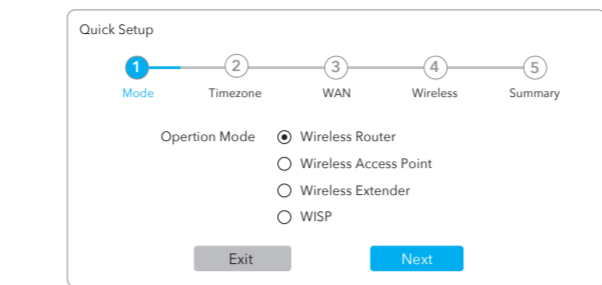 Quick Setup
1 2 3 4 5
Mode Timezone WAN Wireless Summary
Opertion Mode Wireless Router
Wireless Access Point
Wireless Extender
WISP
Exit Next